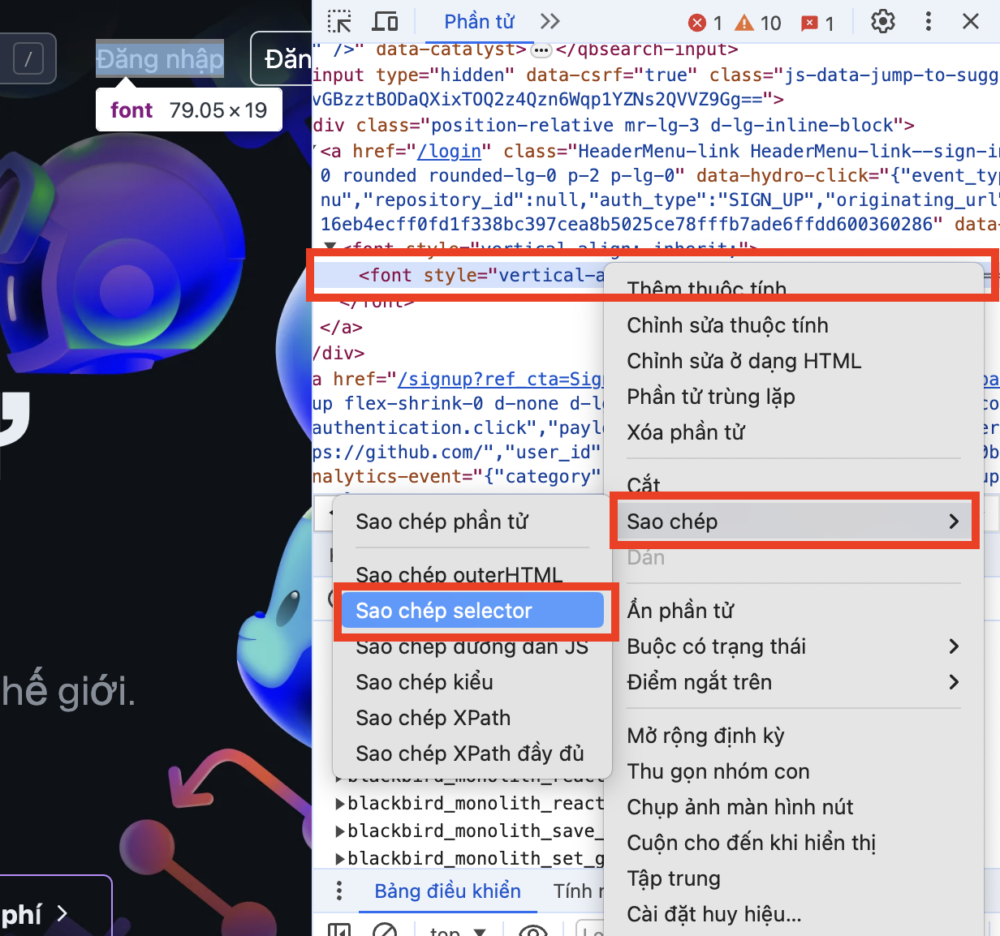 /
Đăng nhập
Đăn
font 79.05×19
hế giới.
phí
Phần tử
1
10
1
" />" data-catalyst>
</qbsearch-input>
input type="hidden" data-csrf="true" class="js-data-jump-to-sugg
vGBzztBODaQXixTOQ2z4Qzn6Wqp1YZNs2QVVZ9Gg==">
div class="position-relative mr-lg-3 d-lg-inline-block">
<a href="/login" class="HeaderMenu-link HeaderMenu-link--sign-in
0 rounded rounded-lg-0 p-2 p-lg-0" data-hydro-click="{"event_typ
nu","repository_id":null,"auth_type":"SIGN_UP","originating_url"
16eb4ecff0fd1f338bc397cea8b5025ce78fffb7ade6ffdd600360286" data-
<font style="vertical-align: inherit;">
<font style="vertical-a
</font>
</a>
/div>
a href="/signup?ref_cta=Sig
up flex-shrink-0 d-none d-lg
authentication.click","paylo
ps://github.com/","user_id"
nalytics-event="{"category"
Thêm thuộc tính
Chỉnh sửa thuộc tính
Chỉnh sửa ở dạng HTML
Phần tử trùng lặp
Xóa phần tử
Cắt
Sao chép
Dán
Ẩn phần tử
Buộc có trạng thái
Điểm ngắt trên
Mở rộng định kỳ
Thu gọn nhóm con
Chụp ảnh màn hình nút
Cuộn cho đến khi hiển thị
Tập trung
Cài đặt huy hiệu...
Sao chép phần tử
Sao chép outerHTML
Sao chép selector
Sao chép đường dẫn JS
Sao chép kiểu
Sao chép XPath
Sao chép XPath đầy đủ
blackbird_monolith_react
blackbird_monolith_react
blackbird_monolith_save_
blackbird_monolith_set_g
Bảng điều khiển
Tính n
top